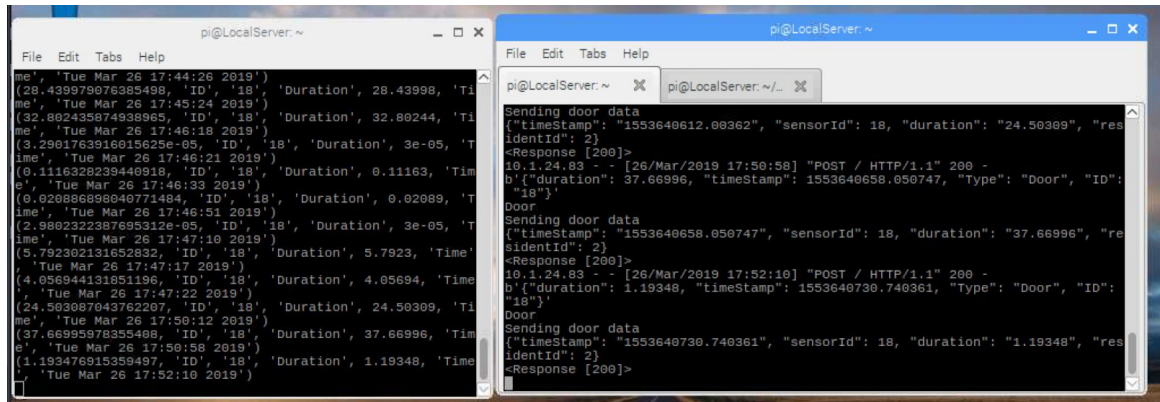 pi@LocalServer: ~
File Edit Tabs Help
me', 'Tue Mar 26 17:44:26 2019')
(28.439979076385498, 'ID', '18', 'Duration', 28.43998, 'Ti
me', 'Tue Mar 26 17:45:24 2019')
(32.802435874938965, 'ID', '18', 'Duration', 32.80244, 'Ti
me', 'Tue Mar 26 17:46:18 2019')
(3.2901763916015625e-05, 'ID', '18', 'Duration', 3e-05, 'T
ime', 'Tue Mar 26 17:46:21 2019')
(0.1116328239440918, 'ID', '18', 'Duration', 0.11163, 'Tim
e', 'Tue Mar 26 17:46:33 2019')
(0.020886898040771484, 'ID', '18', 'Duration', 0.02089, 'T
ime', 'Tue Mar 26 17:46:51 2019')
(2.9802322387695312e-05, 'ID', '18', 'Duration', 3e-05, 'T
ime', 'Tue Mar 26 17:47:10 2019')
(5.792302131652832, 'ID', '18', 'Duration', 5.7923, 'Time'
, 'Tue Mar 26 17:47:17 2019')
(4.056944131851196, 'ID', '18', 'Duration', 4.05694, 'Time
', 'Tue Mar 26 17:47:22 2019')
(24.503087043762207, 'ID', '18', 'Duration', 24.50309, 'Ti
me', 'Tue Mar 26 17:50:12 2019')
(37.66995978355408, 'ID', '18', 'Duration', 37.66996, 'Tim
e', 'Tue Mar 26 17:50:58 2019')
(1.193476915359497, 'ID', '18', 'Duration', 1.19348, 'Time
', 'Tue Mar 26 17:52:10 2019')
pi@LocalServer: ~
File Edit Tabs Help
pi@LocalServer: ~ pi@LocalServer: ~/...
Sending door data
{"timeStamp": "1553640612.00362", "sensorId": 18, "duration": "24.50309", "res
identId": 2}
<Response [200]>
10.1.24.83 - - [26/Mar/2019 17:50:58] "POST / HTTP/1.1" 200 -
b'{"duration": 37.66996, "timeStamp": 1553640658.050747, "Type": "Door", "ID":
"18"}'
Door
Sending door data
{"timeStamp": "1553640658.050747", "sensorId": 18, "duration": "37.66996", "re
sidentId": 2}
<Response [200]>
10.1.24.83 - - [26/Mar/2019 17:52:10] "POST / HTTP/1.1" 200 -
b'{"duration": 1.19348, "timeStamp": 1553640730.740361, "Type": "Door", "ID":
"18"}'
Door
Sending door data
{"timeStamp": "1553640730.740361", "sensorId": 18, "duration": "1.19348", "res
identId": 2}
<Response [200]>